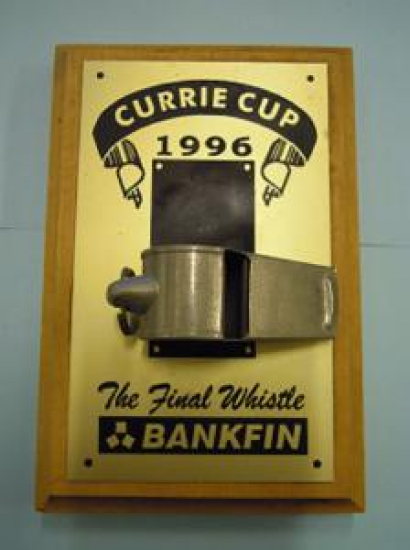 CURRIE CUP
1996
The Final Whistle
BANKFIN